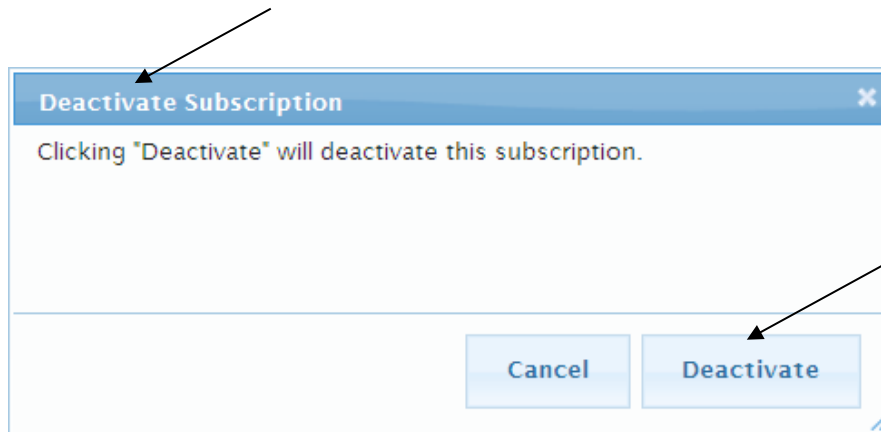 Deactivate Subscription
Clicking "Deactivate" will deactivate this subscription.
Cancel Deactivate